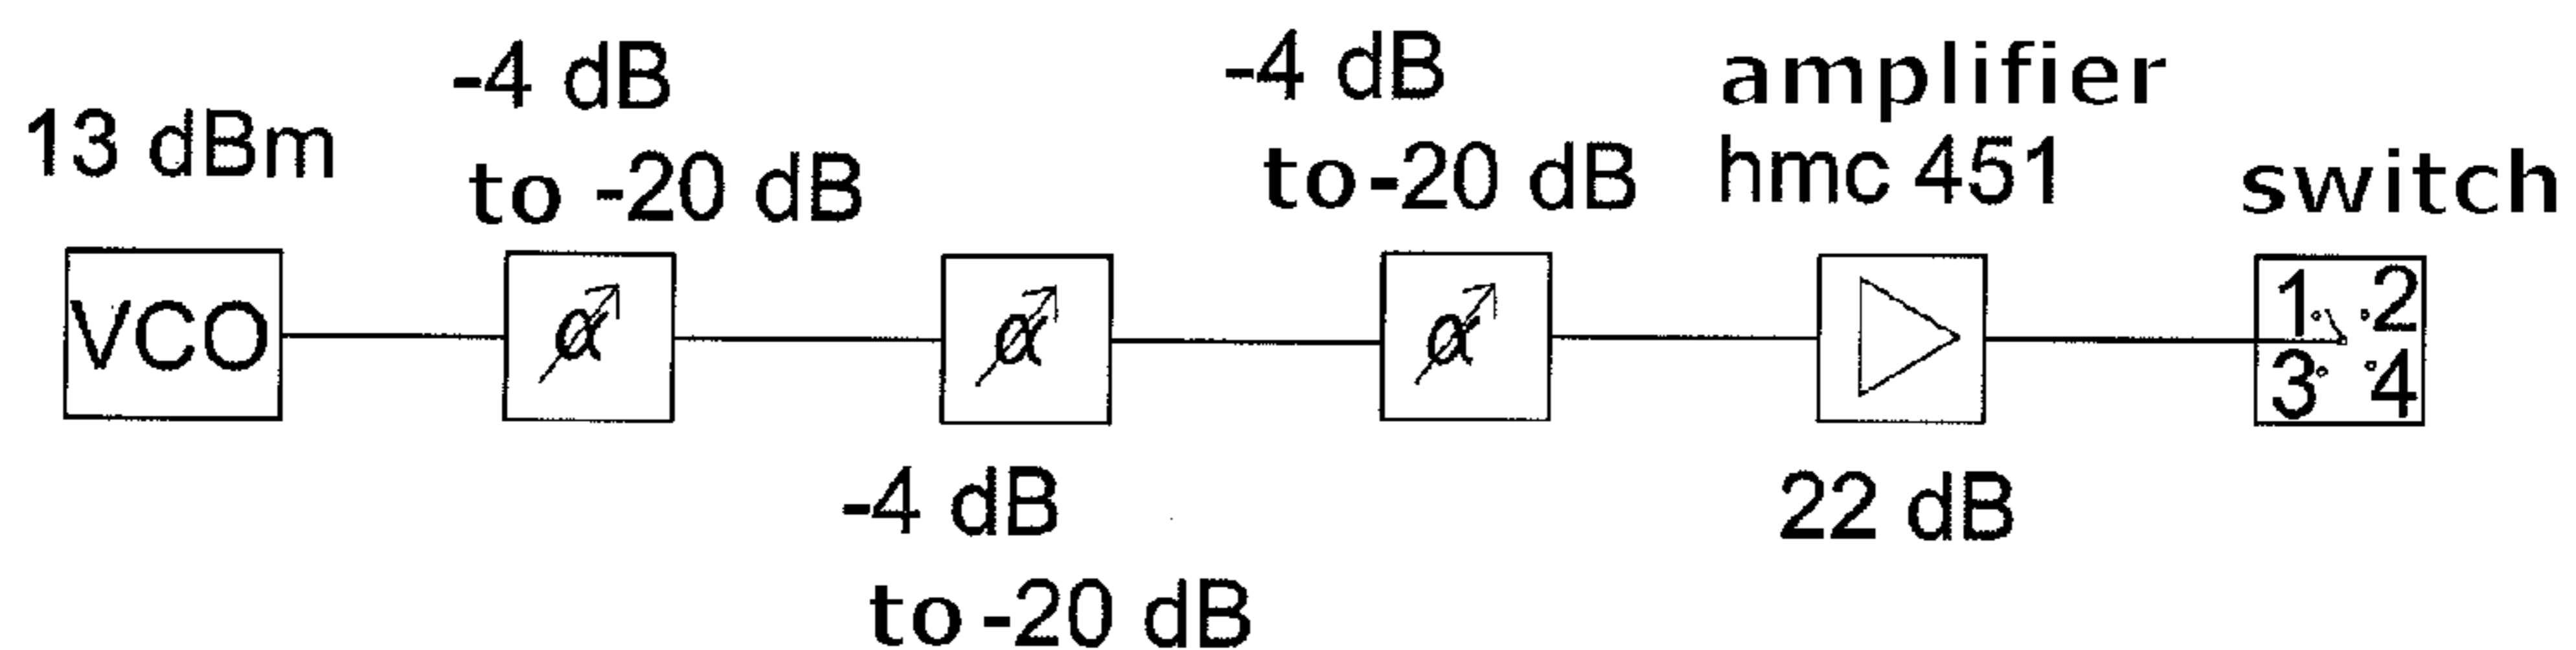 13 dBm
-4 dB
to -20 dB
-4 dB
to -20 dB
amplifier
hmc 451
switch
VCO
α
α
α
1 2
3 4
-4 dB
to -20 dB
22 dB